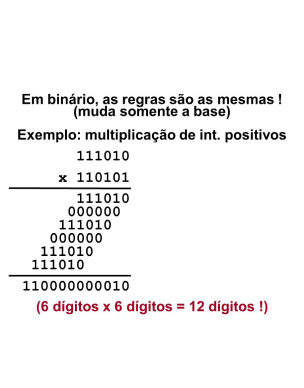 Em binário, as regras são as mesmas !
(muda somente a base)
Exemplo: multiplicação de int. positivos
111010
x 110101
111010
000000
111010
000000
111010
111010
110000000010
(6 dígitos x 6 dígitos = 12 dígitos !)